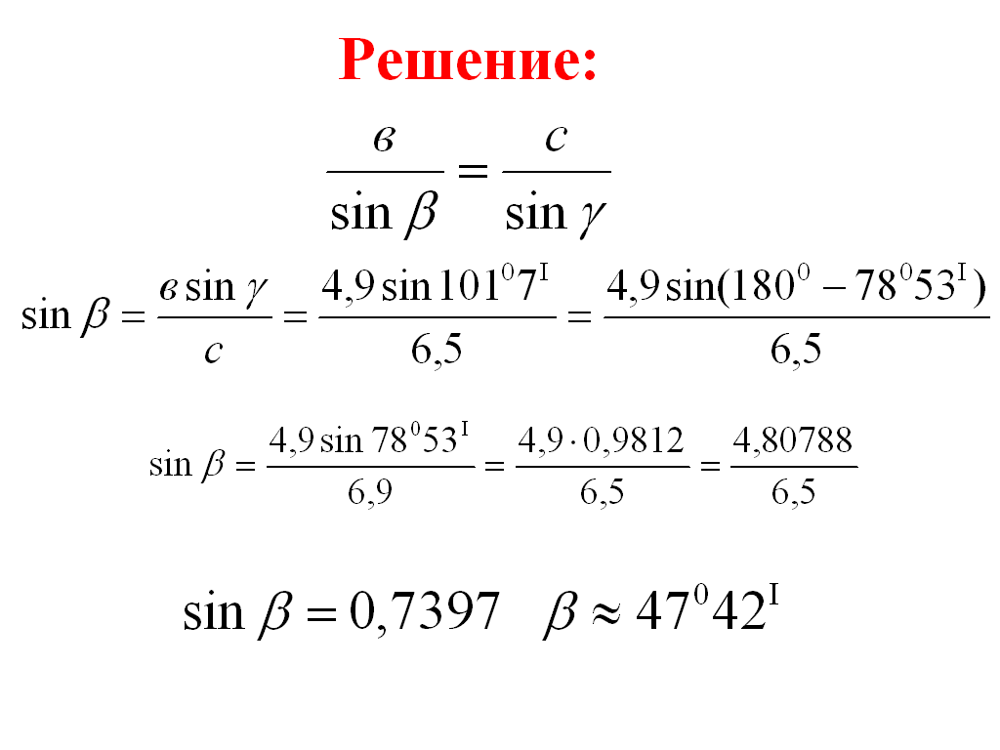 Решение:
в / sin β = c / sin γ
sin β = в sin γ / c = 4,9 sin 101⁰7ᴵ / 6,5 = 4,9 sin(180⁰ − 78⁰53ᴵ) / 6,5
sin β = 4,9 sin 78⁰53ᴵ / 6,9 = 4,9 · 0,9812 / 6,5 = 4,80788 / 6,5
sin β = 0,7397 β ≈ 47⁰42ᴵ